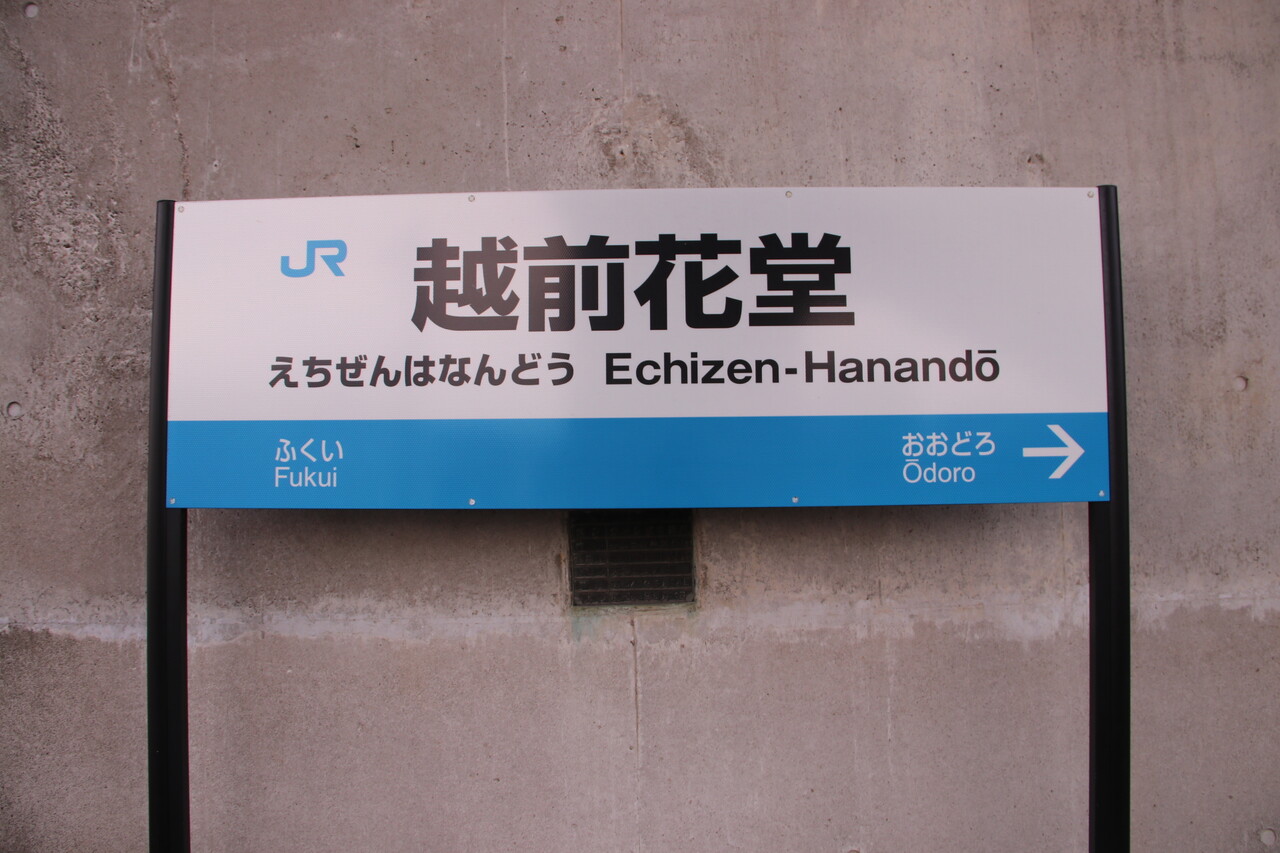 JR
越前花堂
えちぜんはなんどう Echizen-Hanandō
ふくい
Fukui
おおどろ
Ōdoro